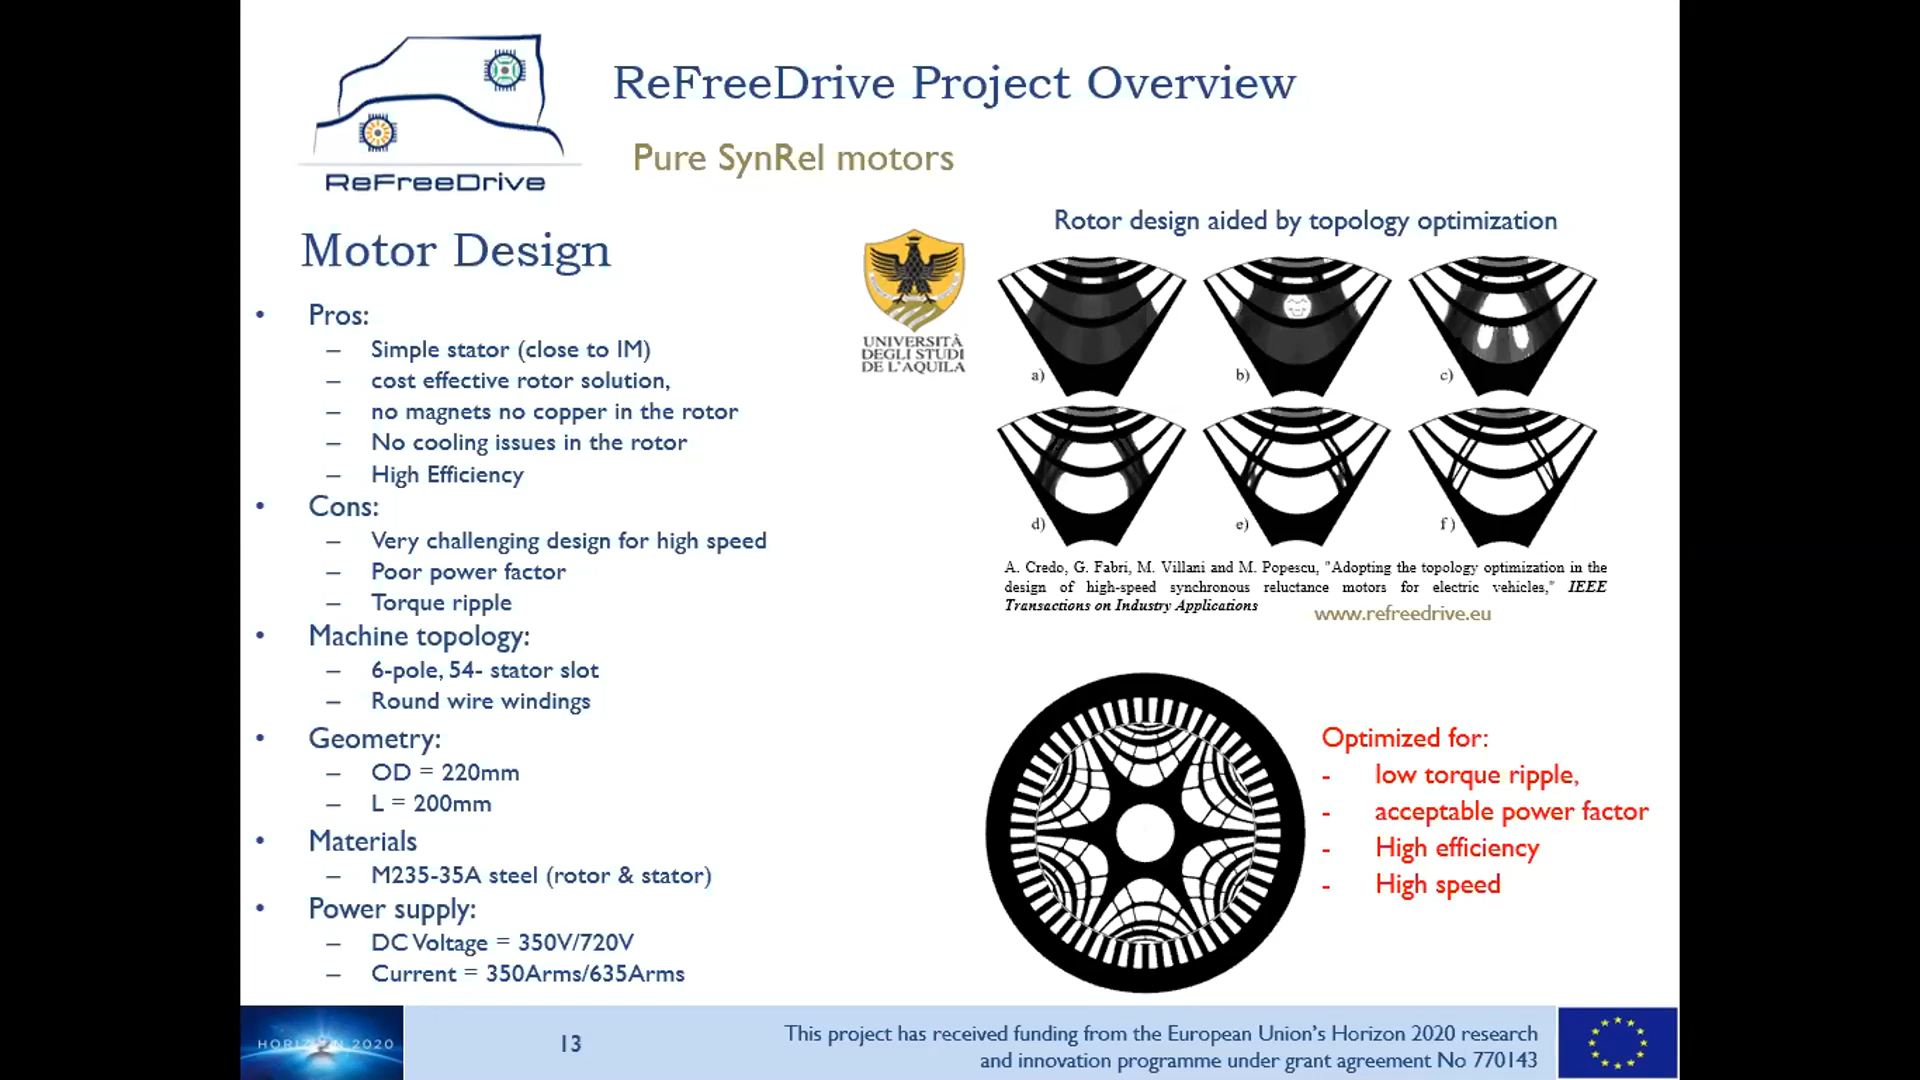 ReFreeDrive
ReFreeDrive Project Overview
Pure SynRel motors
Motor Design
• Pros:
– Simple stator (close to IM)
– cost effective rotor solution,
– no magnets no copper in the rotor
– No cooling issues in the rotor
– High Efficiency
• Cons:
– Very challenging design for high speed
– Poor power factor
– Torque ripple
• Machine topology:
– 6-pole, 54- stator slot
– Round wire windings
• Geometry:
– OD = 220mm
– L = 200mm
• Materials
– M235-35A steel (rotor & stator)
• Power supply:
– DC Voltage = 350V/720V
– Current = 350Arms/635Arms
UNIVERSITÀ
DEGLI STUDI
DE L'AQUILA
Rotor design aided by topology optimization
a) b) c)
d) e) f)
A. Credo, G. Fabri, M. Villani and M. Popescu, "Adopting the topology optimization in the
design of high-speed synchronous reluctance motors for electric vehicles," IEEE
Transactions on Industry Applications
www.refreedrive.eu
Optimized for:
- low torque ripple,
- acceptable power factor
- High efficiency
- High speed
HORIZON 2020
13
This project has received funding from the European Union's Horizon 2020 research
and innovation programme under grant agreement No 770143